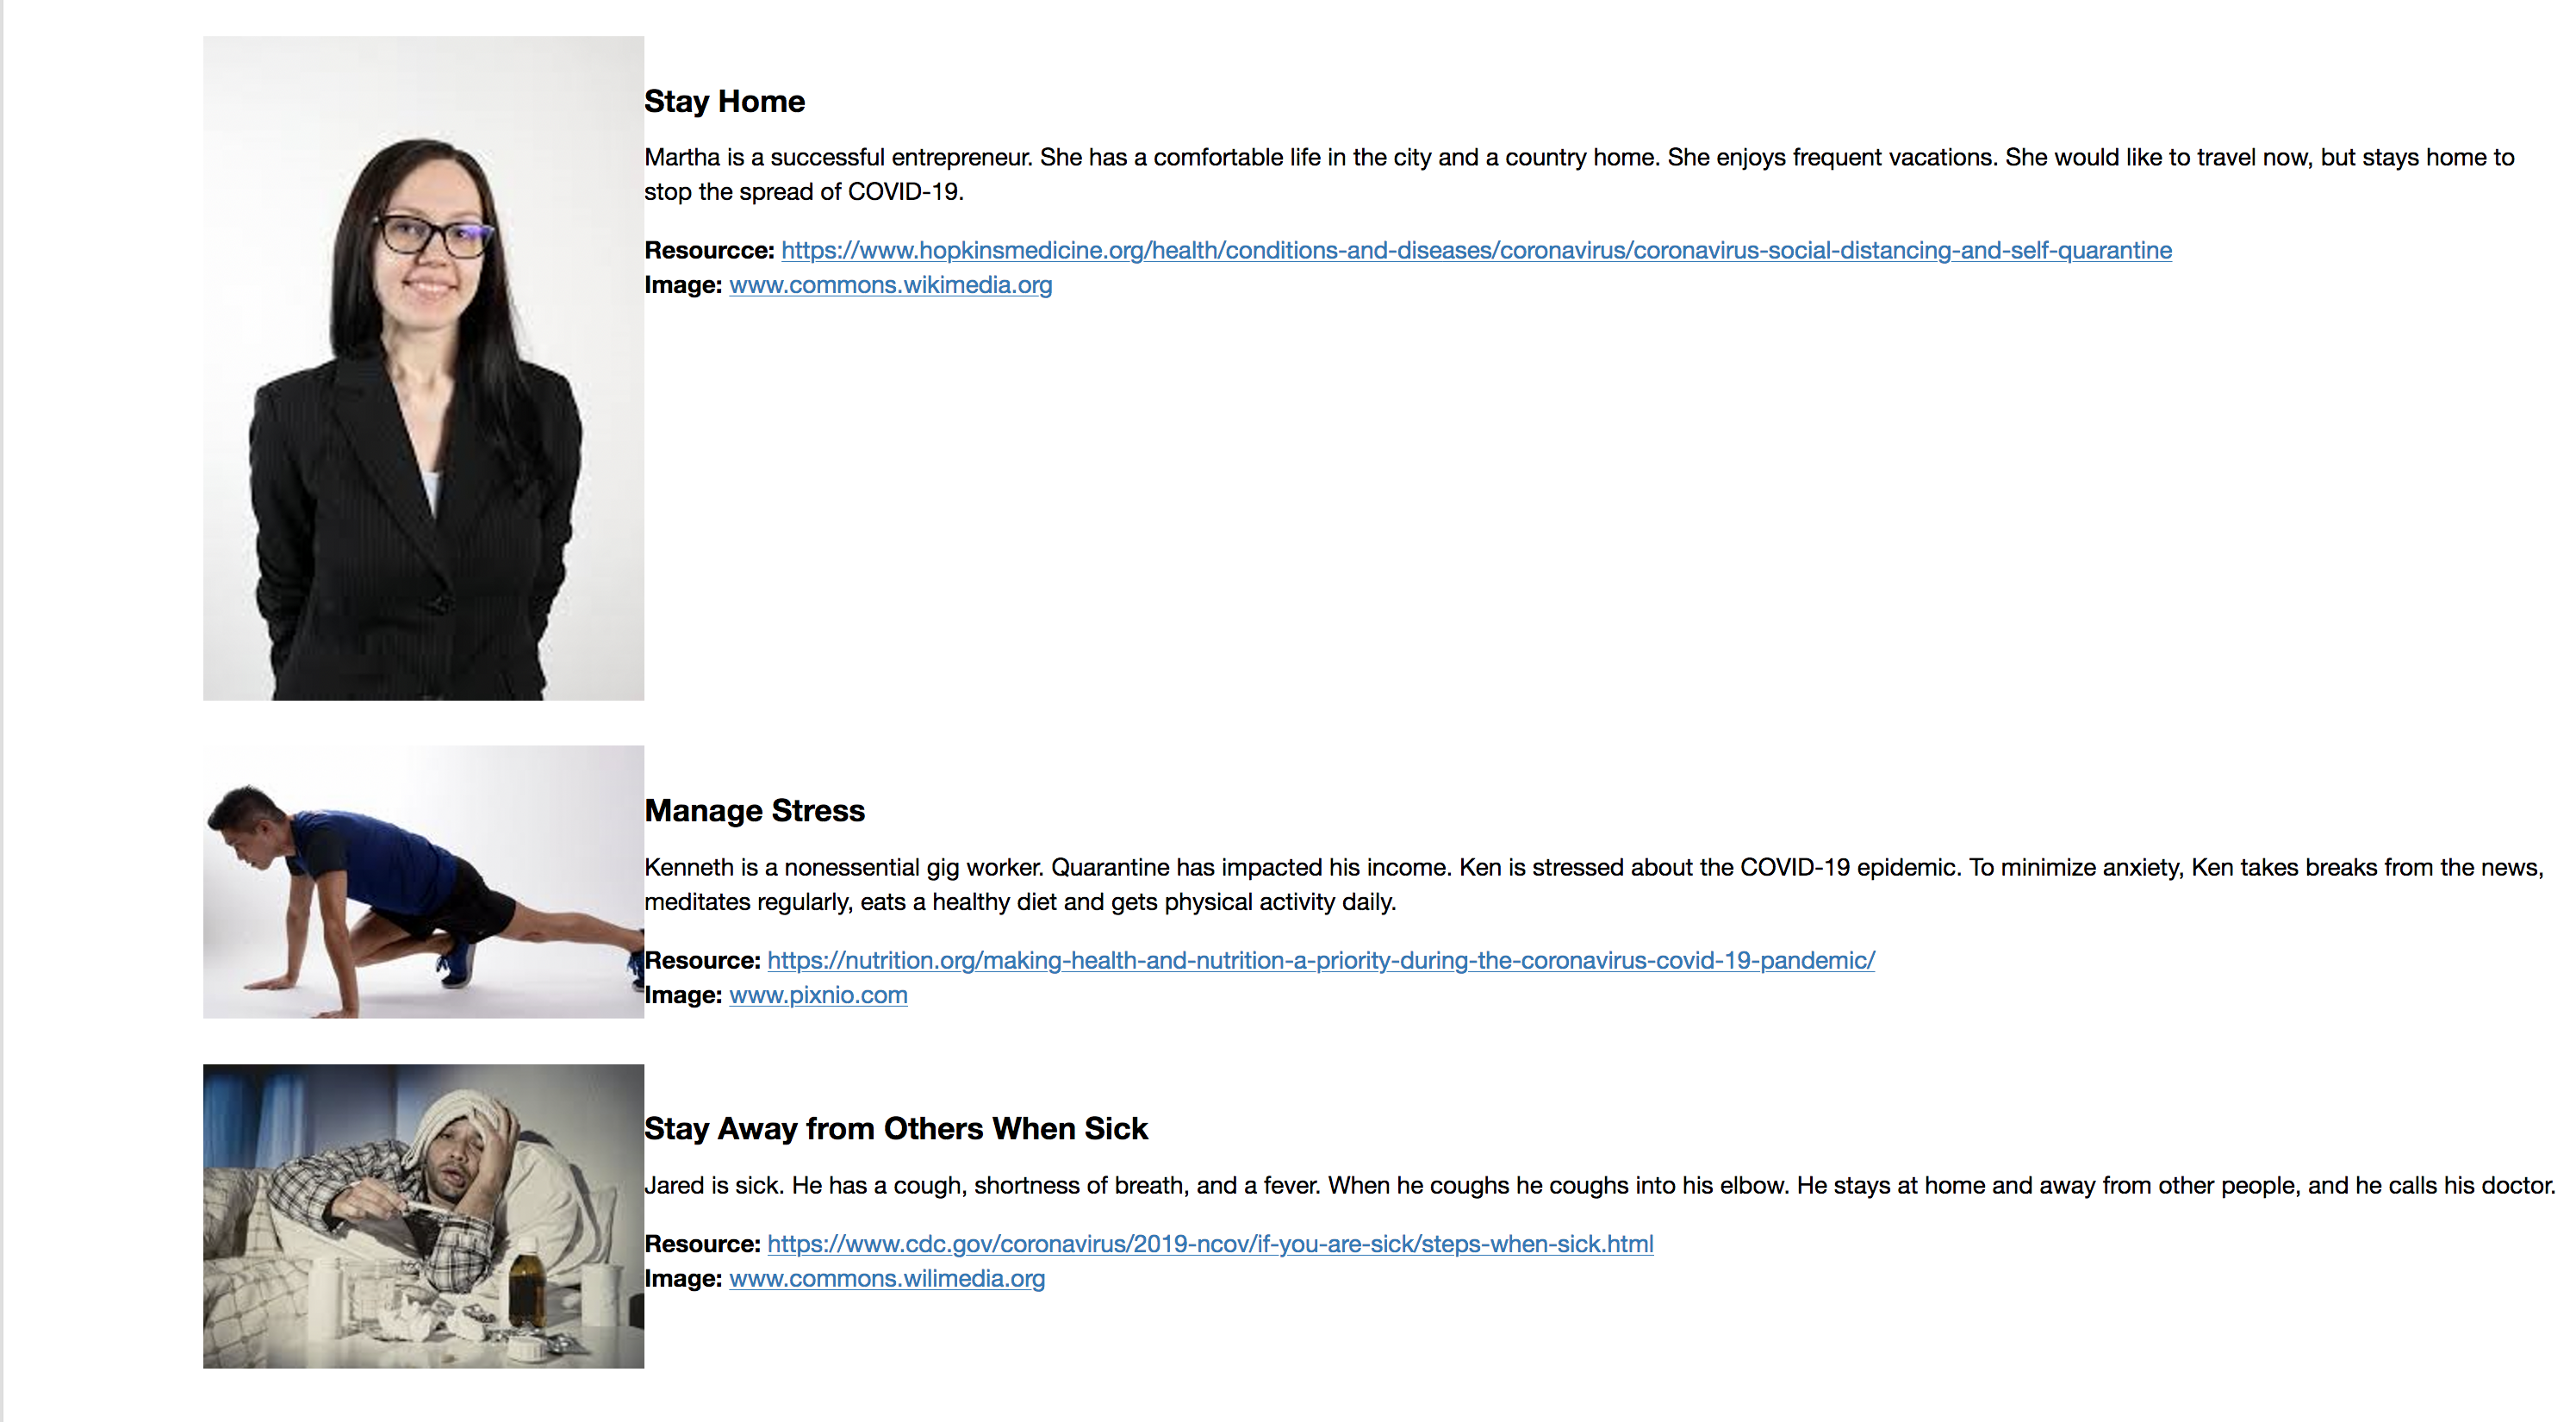 Stay Home
Martha is a successful entrepreneur. She has a comfortable life in the city and a country home. She enjoys frequent vacations. She would like to travel now, but stays home to
stop the spread of COVID-19.
Resourcce: https://www.hopkinsmedicine.org/health/conditions-and-diseases/coronavirus/coronavirus-social-distancing-and-self-quarantine
Image: www.commons.wikimedia.org
Manage Stress
Kenneth is a nonessential gig worker. Quarantine has impacted his income. Ken is stressed about the COVID-19 epidemic. To minimize anxiety, Ken takes breaks from the news,
meditates regularly, eats a healthy diet and gets physical activity daily.
Resource: https://nutrition.org/making-health-and-nutrition-a-priority-during-the-coronavirus-covid-19-pandemic/
Image: www.pixnio.com
Stay Away from Others When Sick
Jared is sick. He has a cough, shortness of breath, and a fever. When he coughs he coughs into his elbow. He stays at home and away from other people, and he calls his doctor.
Resource: https://www.cdc.gov/coronavirus/2019-ncov/if-you-are-sick/steps-when-sick.html
Image: www.commons.wilimedia.org